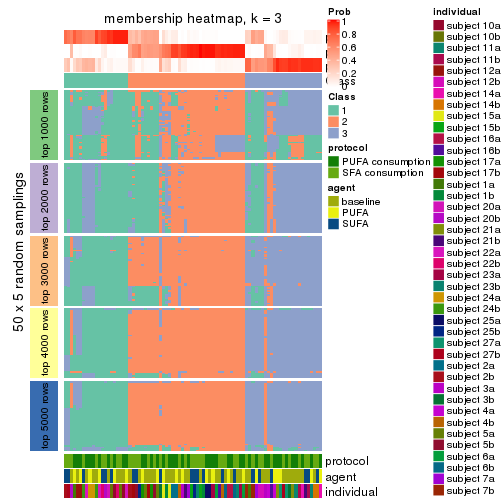 membership heatmap, k = 3
50 x 5 random samplings
top 1000 rows
top 2000 rows
top 3000 rows
top 4000 rows
top 5000 rows
protocol
agent
individual
Prob
1
0.8
0.6
0.4
0.2
0
Class
1
2
3
protocol
PUFA consumption
SFA consumption
agent
baseline
PUFA
SUFA
individual
subject 10a
subject 10b
subject 11a
subject 11b
subject 12a
subject 12b
subject 14a
subject 14b
subject 15a
subject 15b
subject 16a
subject 16b
subject 17a
subject 17b
subject 1a
subject 1b
subject 20a
subject 20b
subject 21a
subject 21b
subject 22a
subject 22b
subject 23a
subject 23b
subject 24a
subject 24b
subject 25a
subject 25b
subject 27a
subject 27b
subject 2a
subject 2b
subject 3a
subject 3b
subject 4a
subject 4b
subject 5a
subject 5b
subject 6a
subject 6b
subject 7a
subject 7b